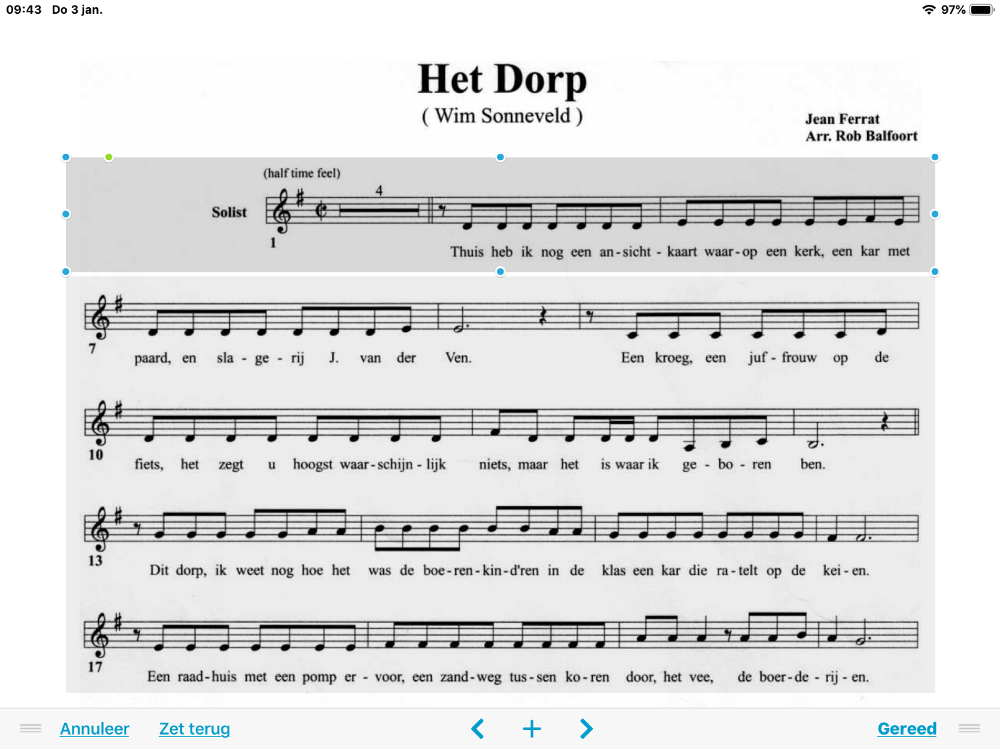 09:43 Do 3 jan. 97%
Het Dorp
( Wim Sonneveld )
Jean Ferrat
Arr. Rob Balfoort
(half time feel)
4
Solist
1
Thuis heb ik nog een an - sicht - kaart waar - op een kerk, een kar met
7
paard, en sla - ge - rij J. van der Ven. Een kroeg, een juf - frouw op de
10
fiets, het zegt u hoogst waar - schijn - lijk niets, maar het is waar ik ge - bo - ren ben.
13
Dit dorp, ik weet nog hoe het was de boe - ren - kin - d'ren in de klas een kar die ra - telt op de kei - en.
17
Een raad - huis met een pomp er - voor, een zand - weg tus - sen ko - ren door, het vee, de boer - de - rij - en.
Annuleer Zet terug Gereed